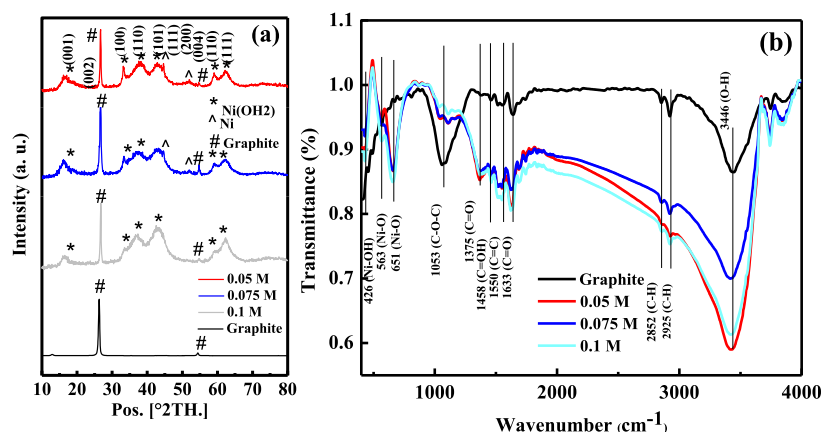 (a)
(001)
(002)
#
(100)
(110)
(101)
(111)
(200)
(004)
(110)
(111)
* * * * ^ ^ # * *
* Ni(OH2)
^ Ni
# Graphite
#
* * * * ^ ^ # * *
#
* * * * # * *
0.05 M
0.075 M
0.1 M
Graphite
#
#
Intensity (a. u.)
10 20 30 40 50 60 70 80
Pos. [°2TH.]
(b)
1.1
1.0
0.9
0.8
0.7
0.6
Transmittance (%)
426 (Ni-OH)
563 (Ni-O)
651 (Ni-O)
1053 (C-O-C)
1375 (C=O)
1458 (C=OH)
1550 (C=C)
1633 (C=O)
2852 (C-H)
2925 (C-H)
3446 (O-H)
Graphite
0.05 M
0.075 M
0.1 M
1000 2000 3000 4000
Wavenumber (cm-1)